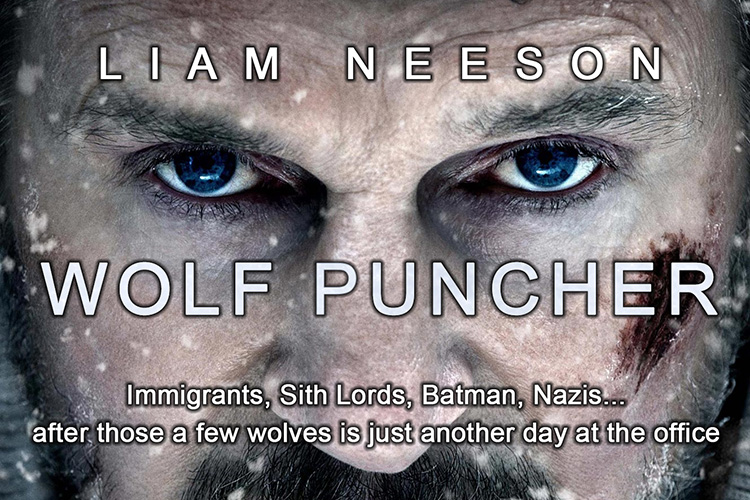 LIAM NEESON
WOLF PUNCHER
Immigrants, Sith Lords, Batman, Nazis...
after those a few wolves is just another day at the office